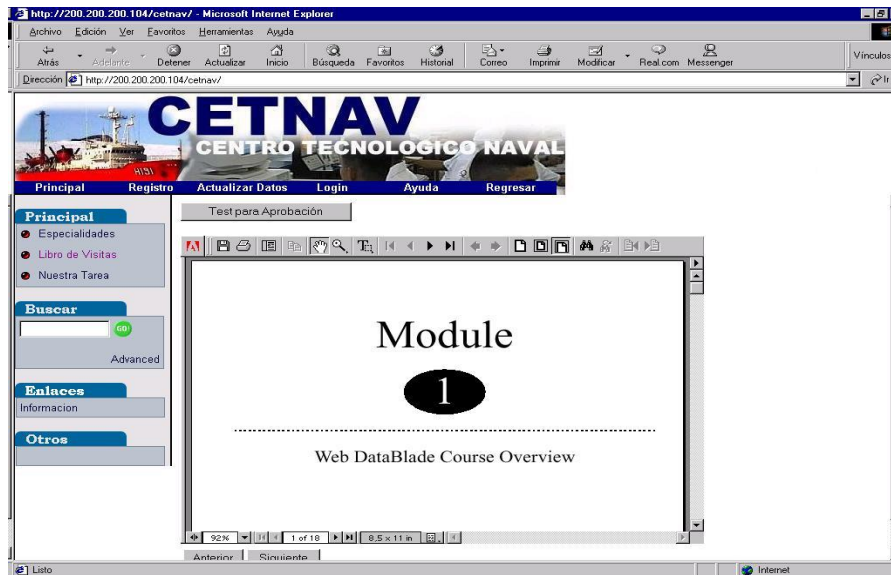 http://200.200.200.104/cetnav/ - Microsoft Internet Explorer
Archivo Edición Ver Favoritos Herramientas Ayuda
Atrás Adelante Detener Actualizar Inicio Búsqueda Favoritos Historial Correo Imprimir Modificar Real.com Messenger Vínculos
Dirección http://200.200.200.104/cetnav/ Ir
CETNAV
CENTRO TECNOLOGICO NAVAL
HI91
Principal Registro Actualizar Datos Login Ayuda Regresar
Principal
Especialidades
Libro de Visitas
Nuestra Tarea
Buscar
GO!
Advanced
Enlaces
Informacion
Otros
Test para Aprobación
Module
1
Web DataBlade Course Overview
92% 1 of 18 8,5 x 11 in
Anterior Siguiente
Listo Internet